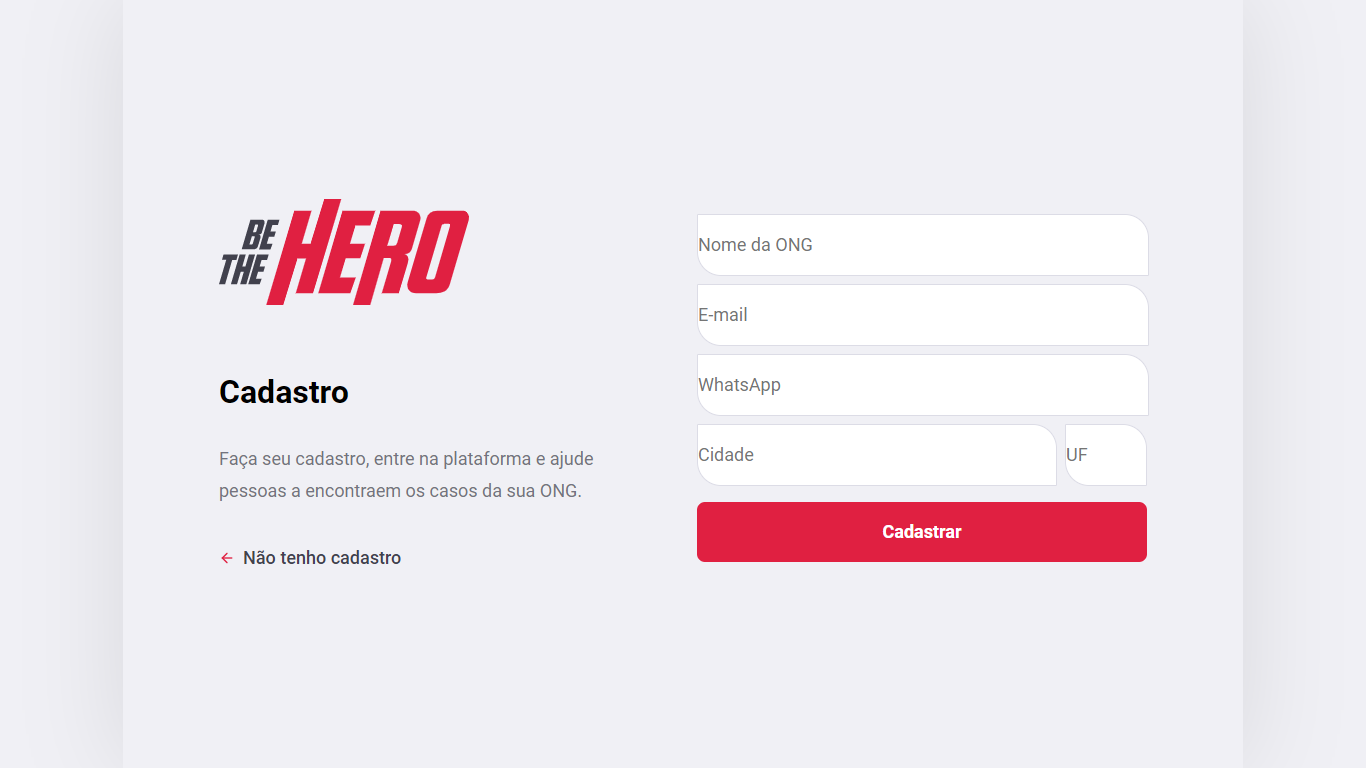 BE
THE
HERO
Cadastro
Faça seu cadastro, entre na plataforma e ajude
pessoas a encontraem os casos da sua ONG.
Não tenho cadastro
Nome da ONG
E-mail
WhatsApp
Cidade
UF
Cadastrar